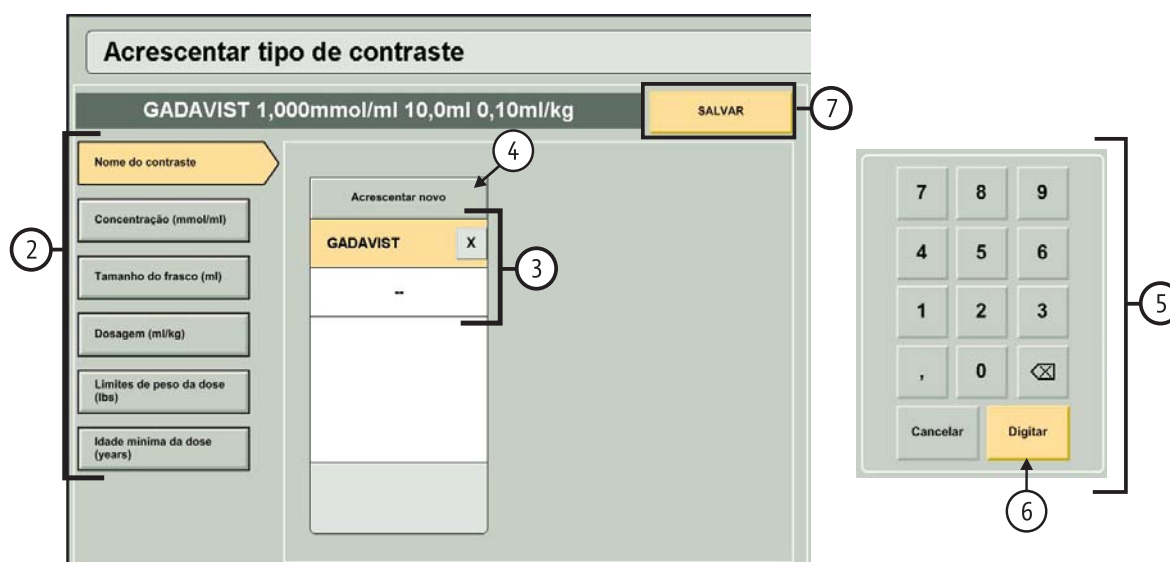 Acrescentar tipo de contraste
GADAVIST 1,000mmol/ml 10,0ml 0,10ml/kg
SALVAR
7
2
Nome do contraste
Concentração (mmol/ml)
Tamanho do frasco (ml)
Dosagem (ml/kg)
Limites de peso da dose
(lbs)
Idade mínima da dose
(years)
4
Acrescentar novo
GADAVIST X
--
3
7 8 9
4 5 6
1 2 3
, 0 ⌫
Cancelar Digitar
5
6